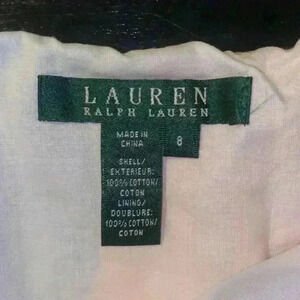 LAUREN
RALPH LAUREN
MADE IN
CHINA
8
SHELL/
EXTERIEUR:
100% COTTON/
COTON
LINING/
DOUBLURE:
100% COTTON/
COTON